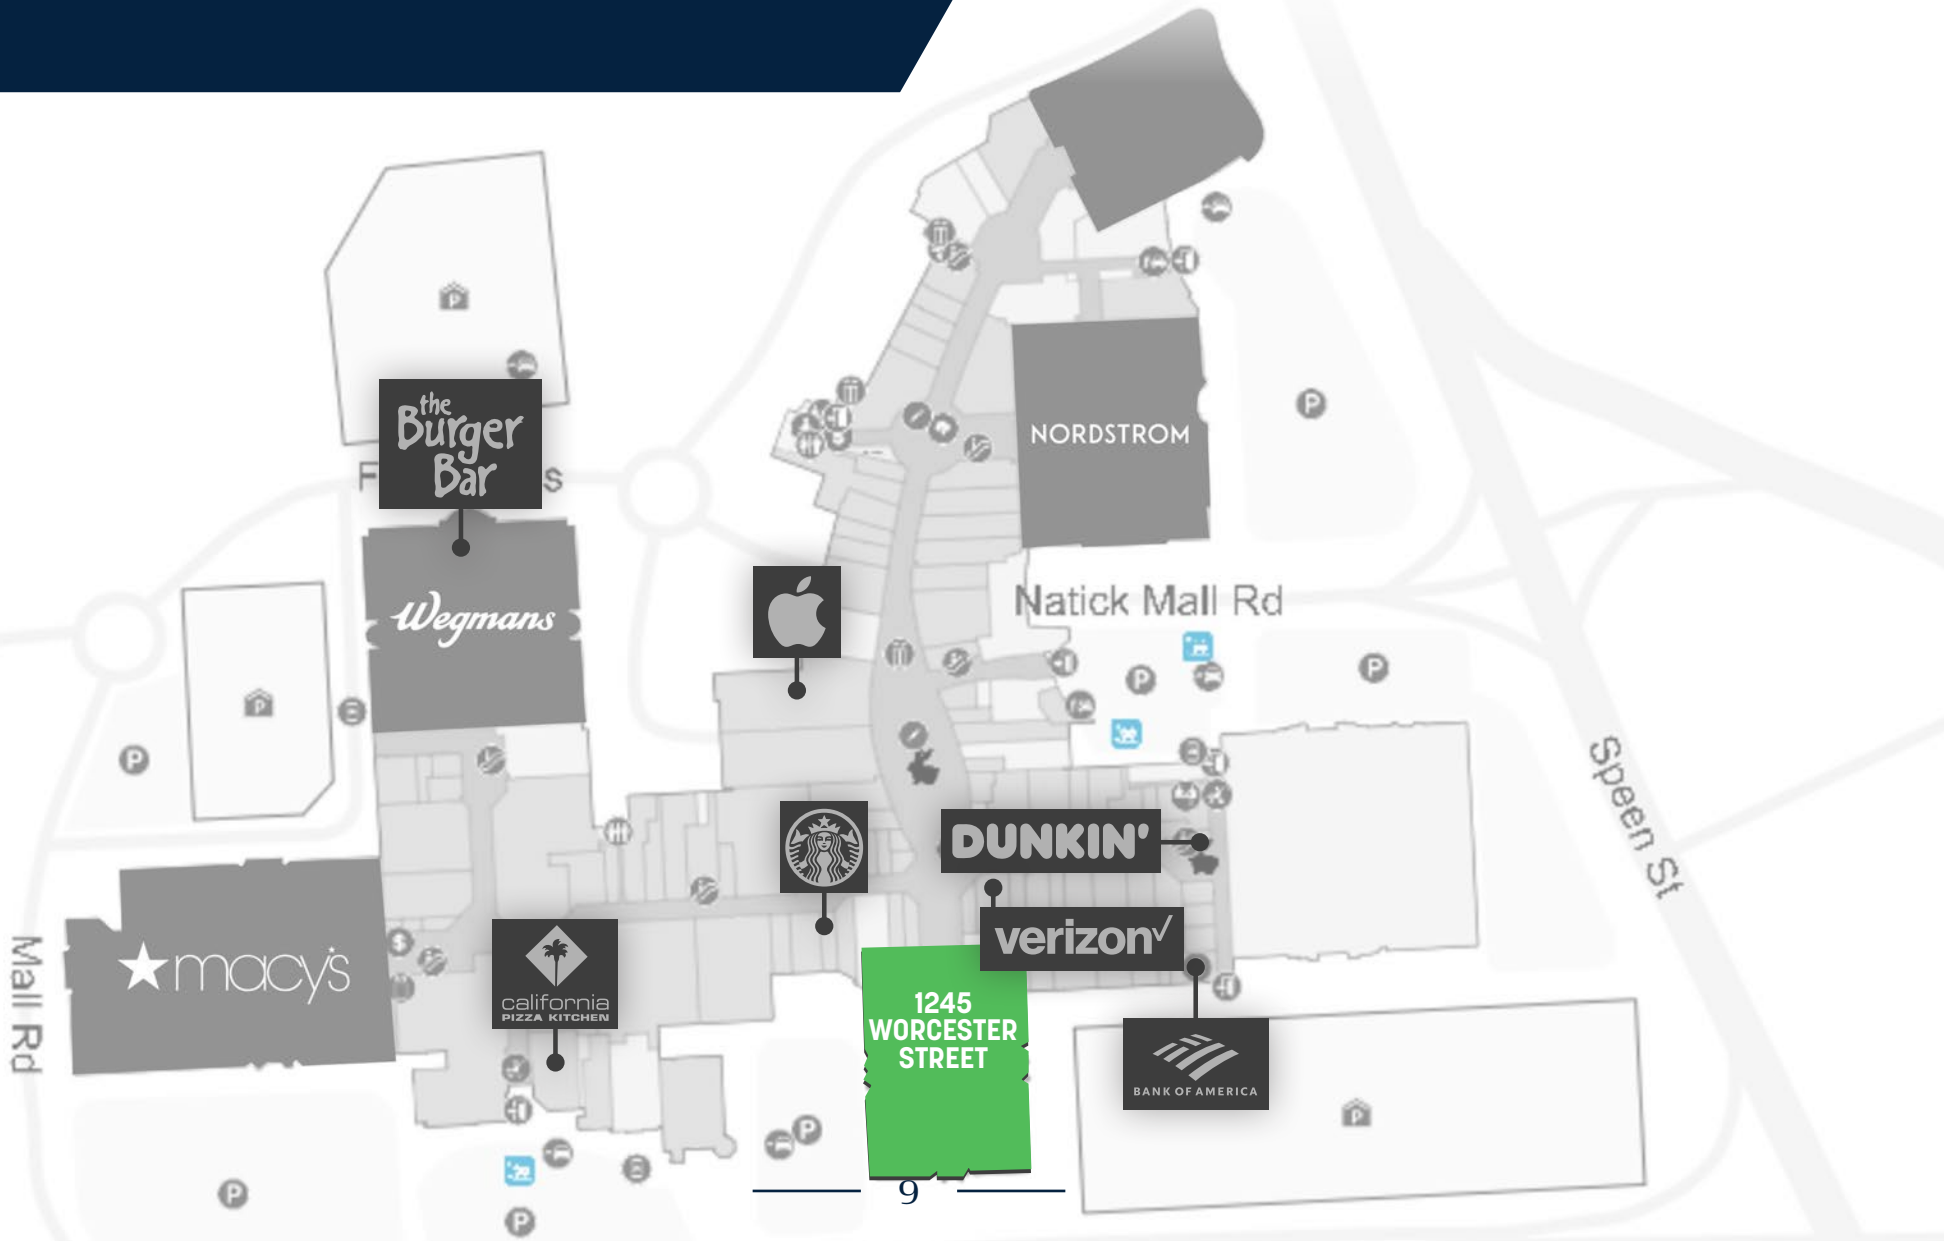 the
Burger
Bar
NORDSTROM
Wegmans
Natick Mall Rd
Speen St
DUNKIN'
verizon
macy's
Mall Rd
california
PIZZA KITCHEN
1245
WORCESTER
STREET
BANK OF AMERICA
9
P
P
P
P
P
P
P
P
P
P
P